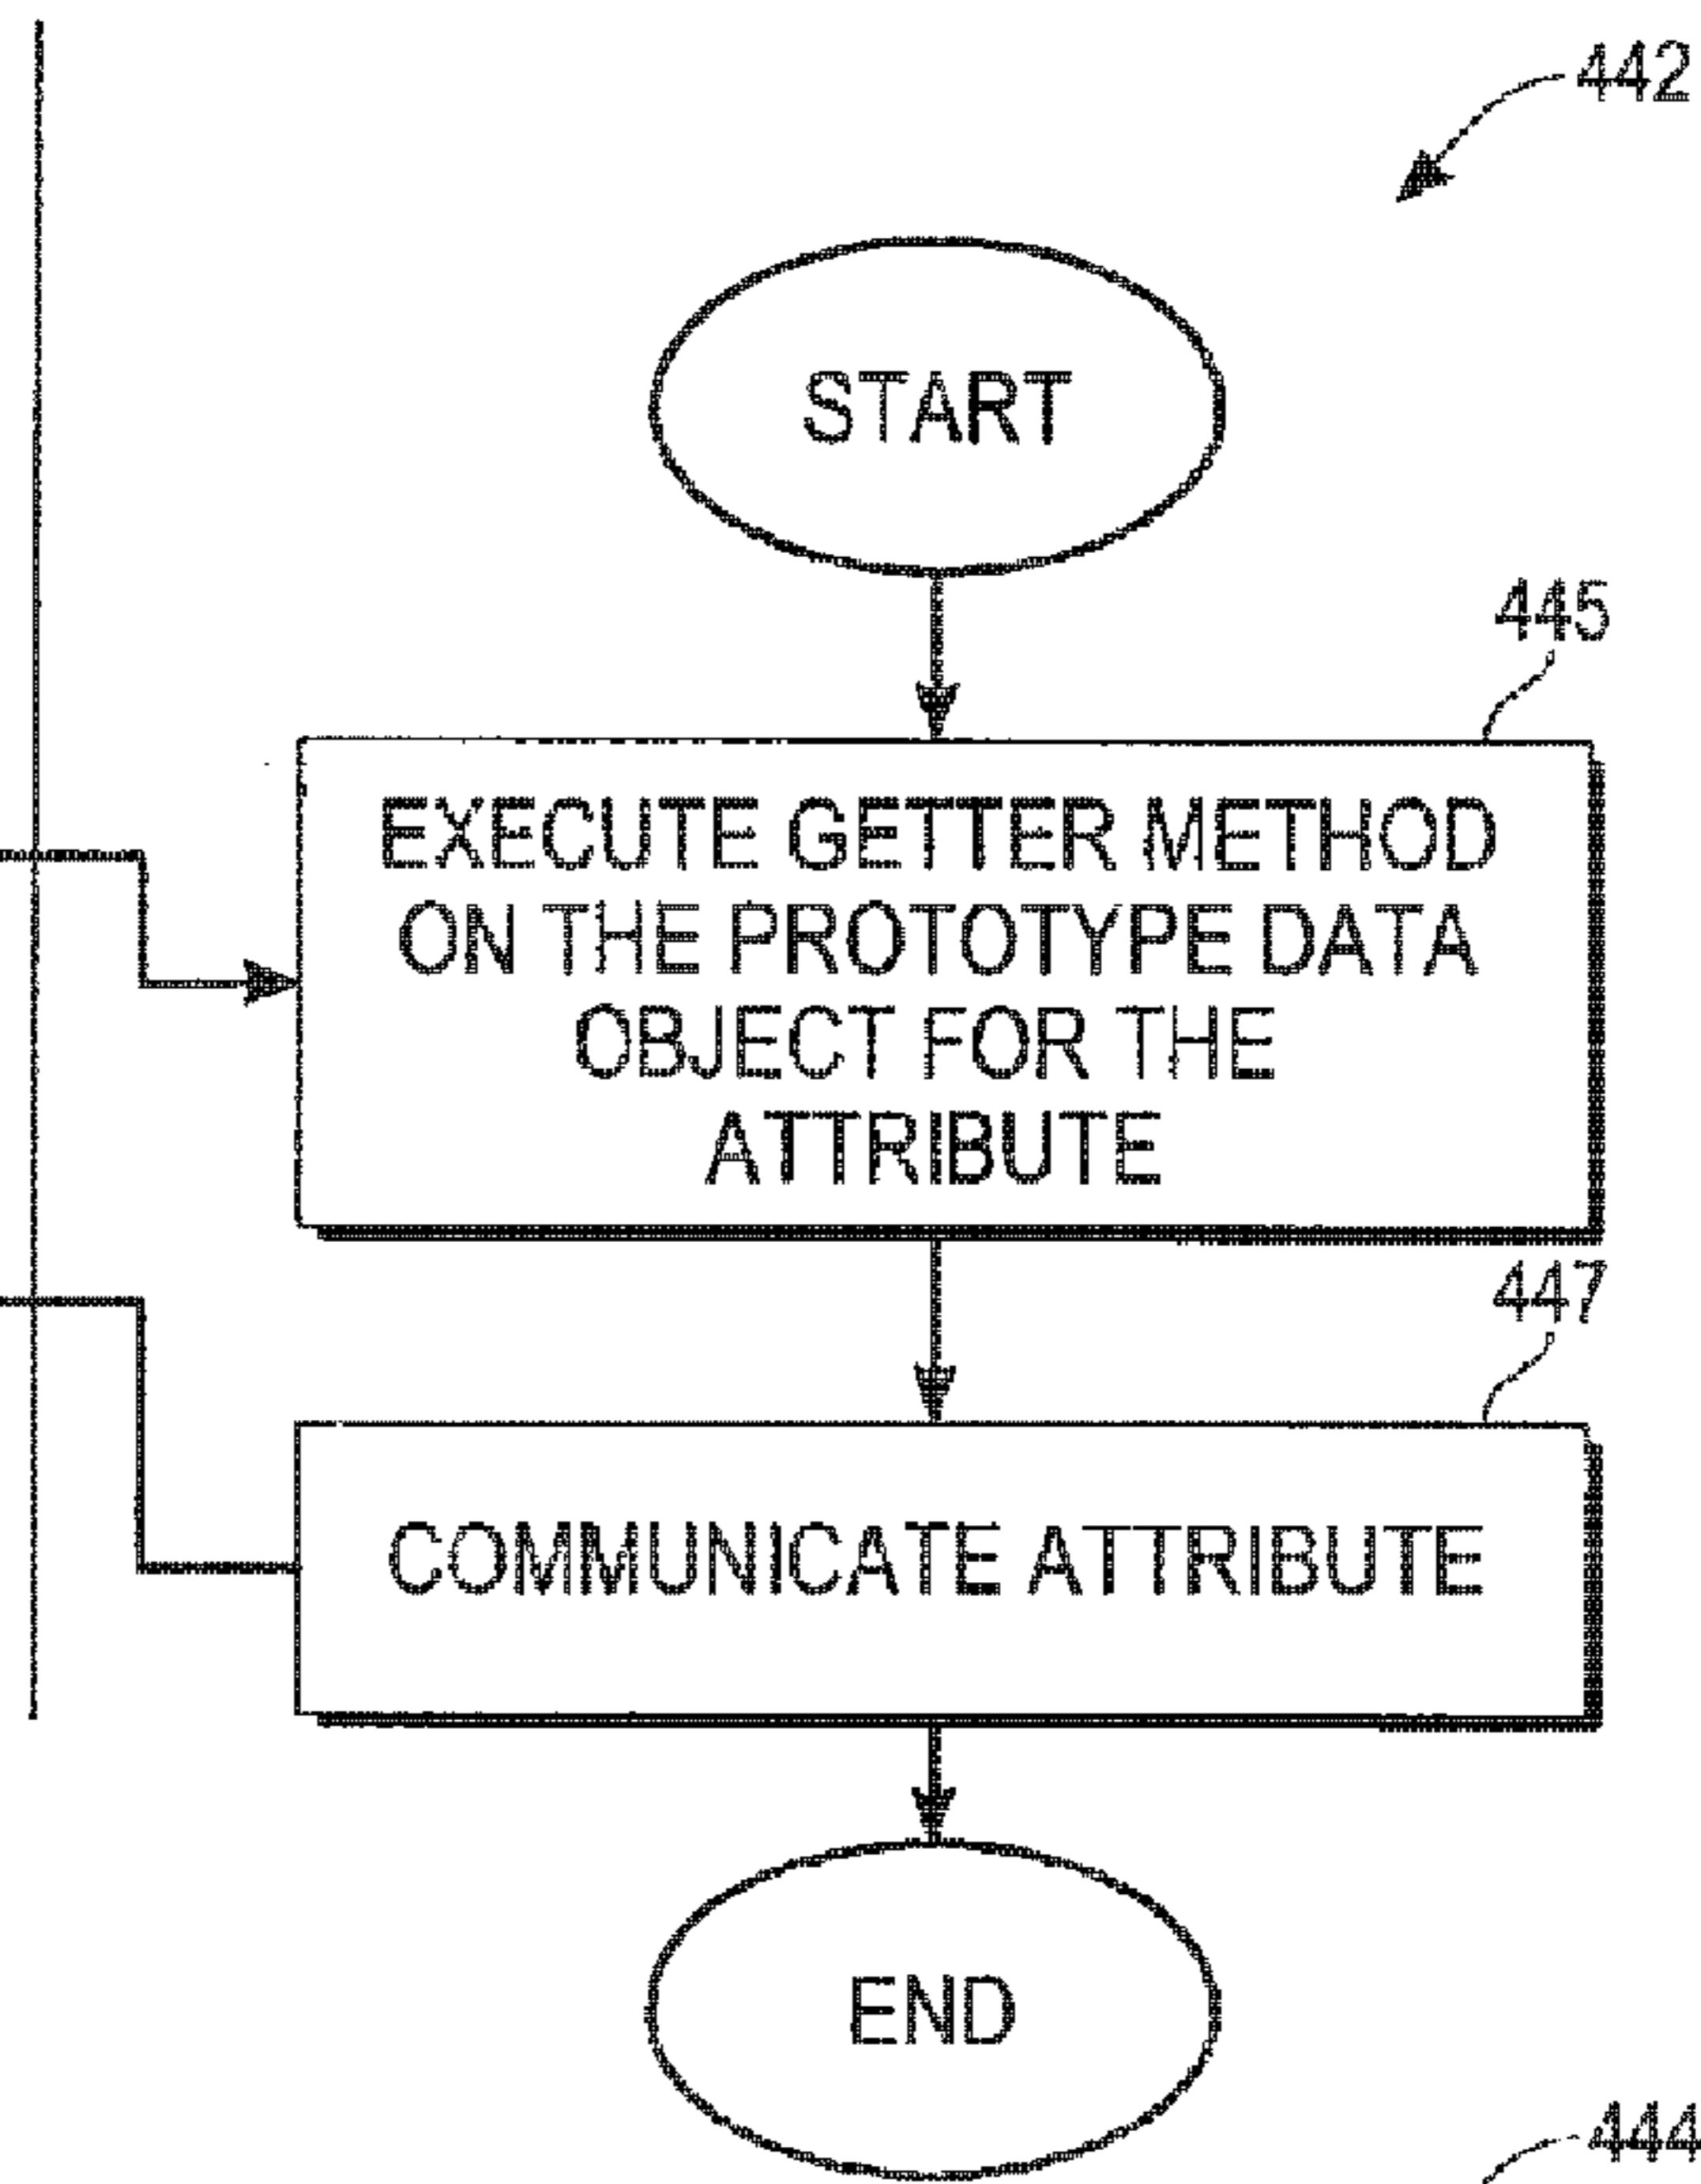 442
START
445
EXECUTE GETTER METHOD
ON THE PROTOTYPE DATA
OBJECT FOR THE
ATTRIBUTE
447
COMMUNICATE ATTRIBUTE
END
444